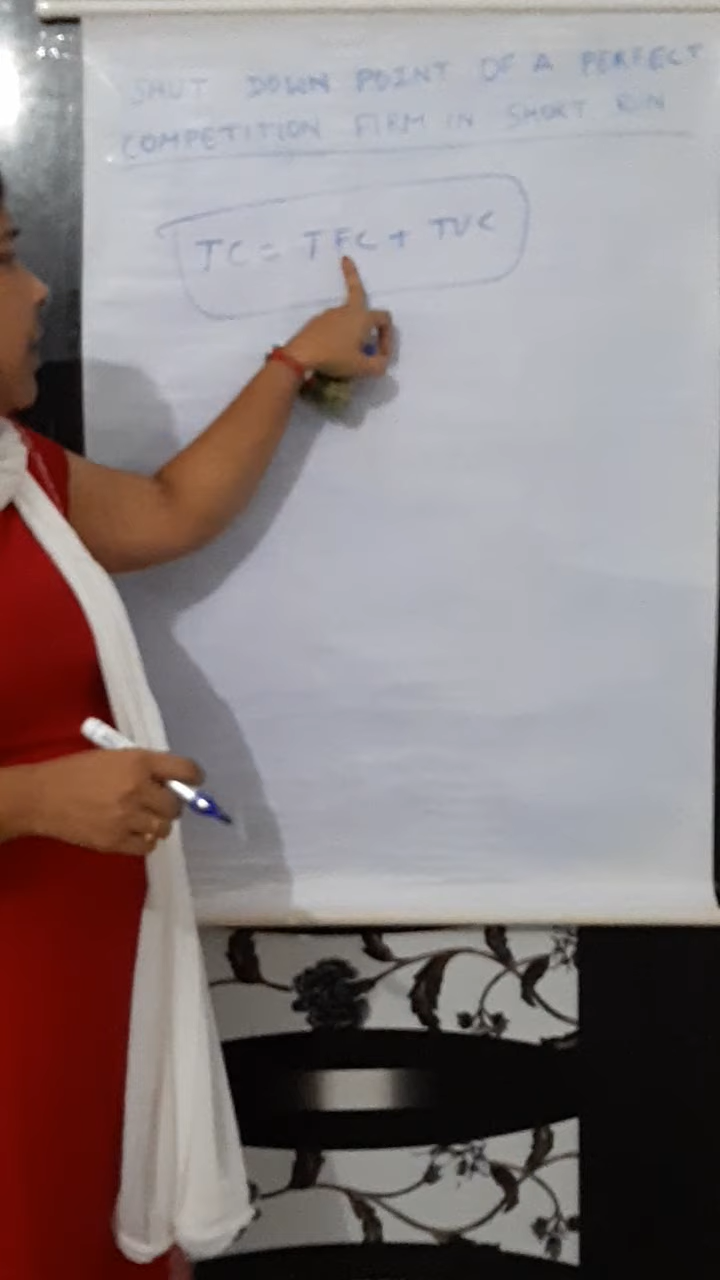 SHUT DOWN POINT OF A PERFECT
COMPETITION FIRM IN SHORT RUN
TC = TFC + TVC